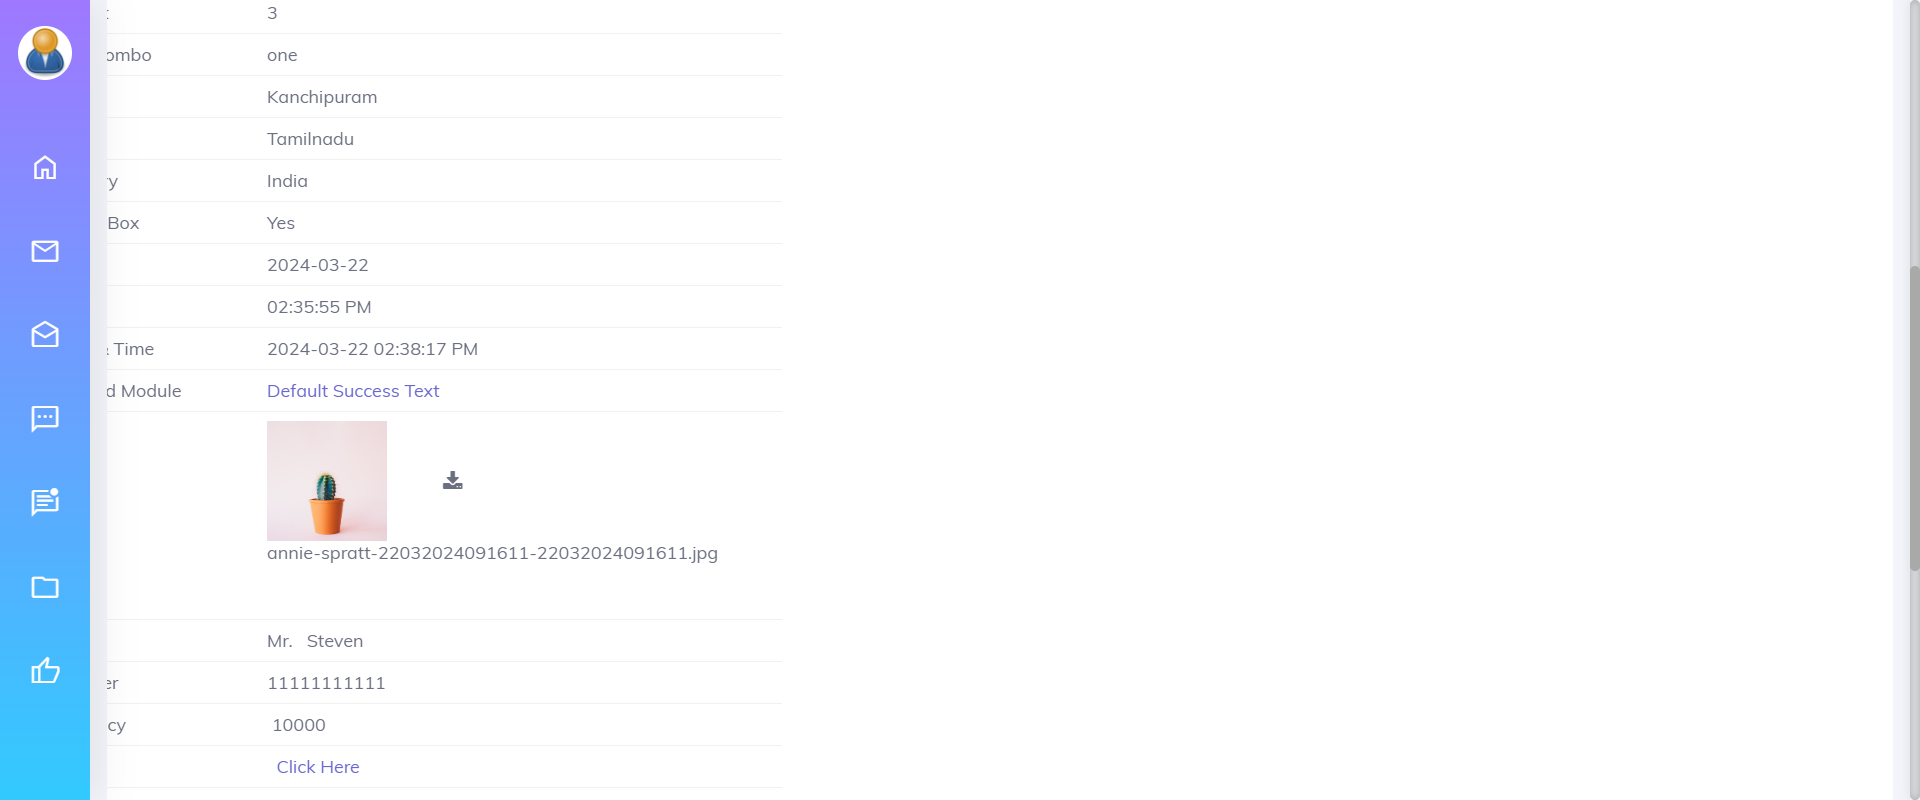 3
ombo one
Kanchipuram
Tamilnadu
ry India
Box Yes
2024-03-22
02:35:55 PM
Time 2024-03-22 02:38:17 PM
d Module Default Success Text
annie-spratt-22032024091611-22032024091611.jpg
Mr. Steven
er 11111111111
cy 10000
Click Here